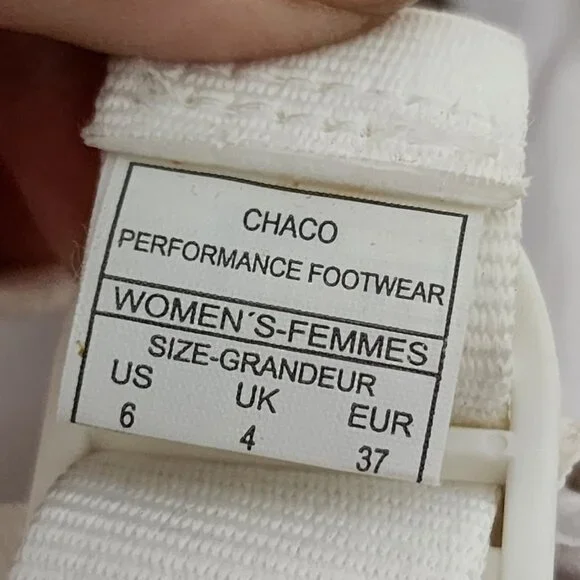 CHACO
PERFORMANCE FOOTWEAR
WOMEN´S-FEMMES
SIZE-GRANDEUR
US UK EUR
6 4 37